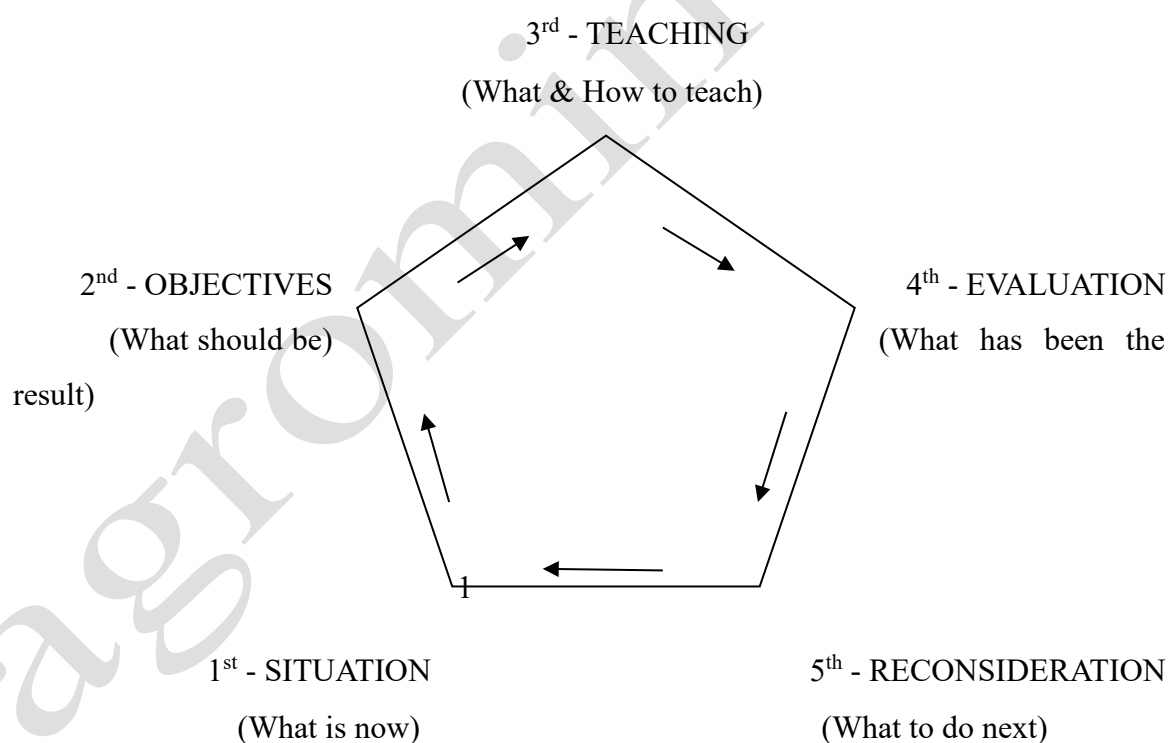 3rd - TEACHING
(What & How to teach)
2nd - OBJECTIVES
4th - EVALUATION
(What should be)
(What has been the
result)
1
1st - SITUATION
5th - RECONSIDERATION
(What is now)
(What to do next)
agromin